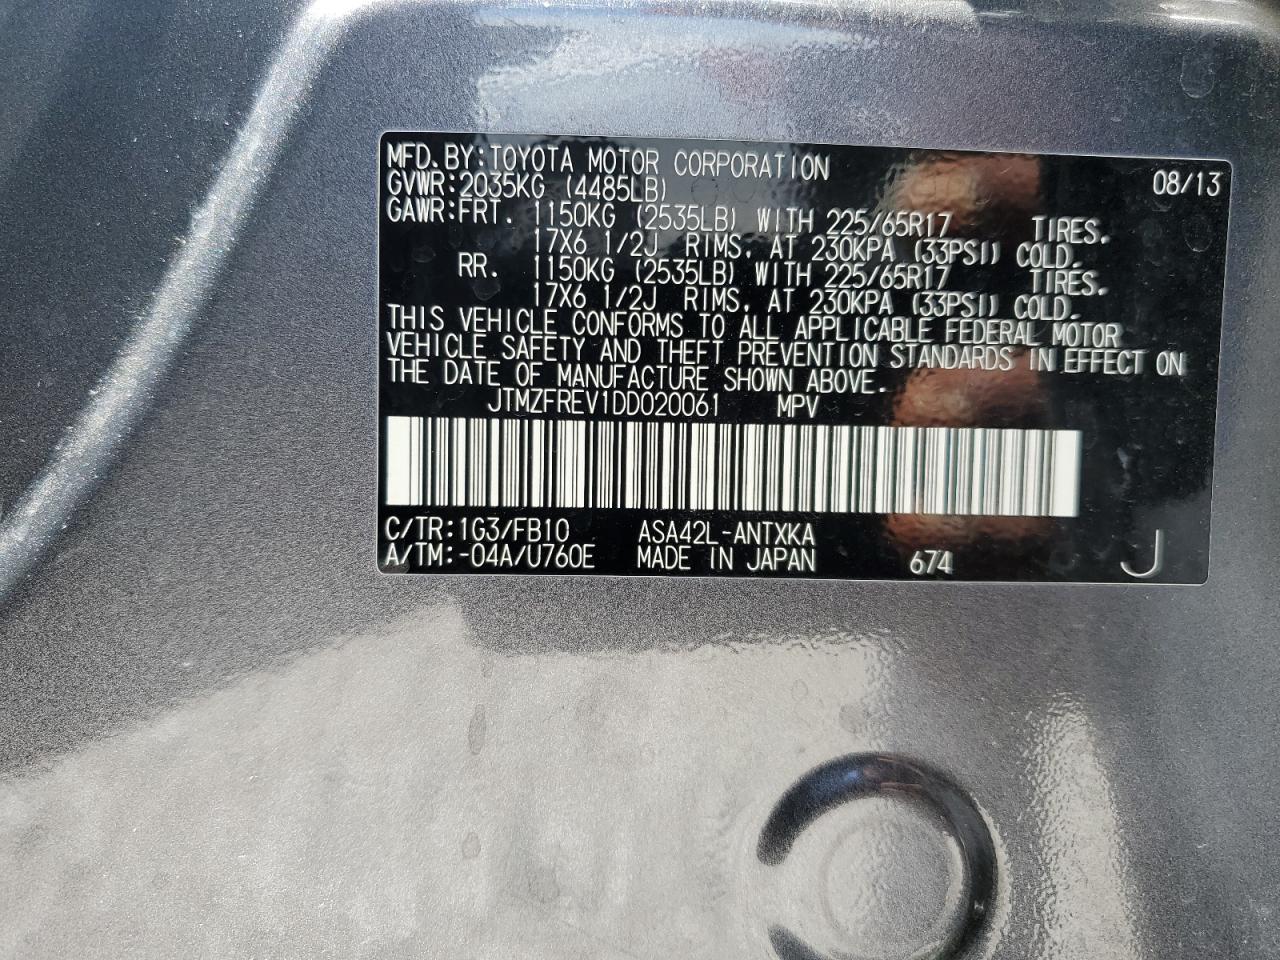 MFD. BY: TOYOTA MOTOR CORPORATION 08/13
GVWR: 2035KG (4485LB)
GAWR: FRT. 1150KG (2535LB) WITH 225/65R17 TIRES.
17X6 1/2J RIMS, AT 230KPA (33PSI) COLD.
RR. 1150KG (2535LB) WITH 225/65R17 TIRES.
17X6 1/2J RIMS, AT 230KPA (33PSI) COLD.
THIS VEHICLE CONFORMS TO ALL APPLICABLE FEDERAL MOTOR
VEHICLE SAFETY AND THEFT PREVENTION STANDARDS IN EFFECT ON
THE DATE OF MANUFACTURE SHOWN ABOVE.
JTMZFREV1DD020061 MPV
C/TR: 1G3/FB10 ASA42L-ANTXKA
A/TM: -04A/U760E MADE IN JAPAN 674 J